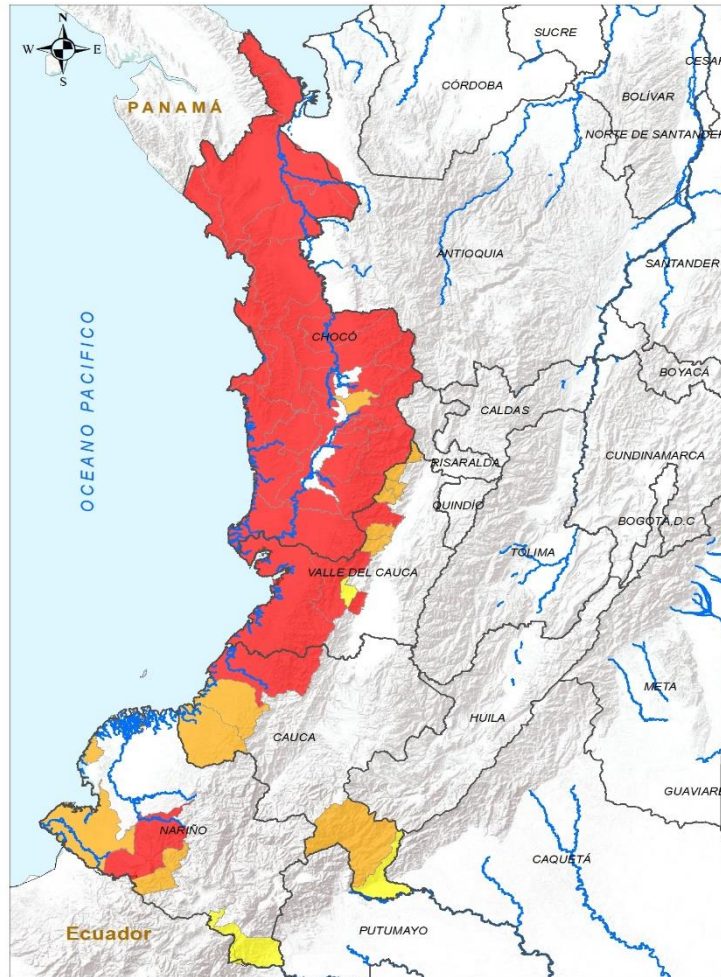 N
W
E
S
SUCRE
CESAR
CÓRDOBA
BOLÍVAR
PANAMÁ
NORTE DE SANTANDER
ANTIOQUIA
SANTANDER
OCEANO PACIFICO
CHOCÓ
BOYACÁ
CALDAS
CUNDINAMARCA
RISARALDA
QUINDÍO
BOGOTÁ, D.C
TOLIMA
VALLE DEL CAUCA
META
HUILA
CAUCA
GUAVIARE
NARIÑO
CAQUETÁ
PUTUMAYO
Ecuador